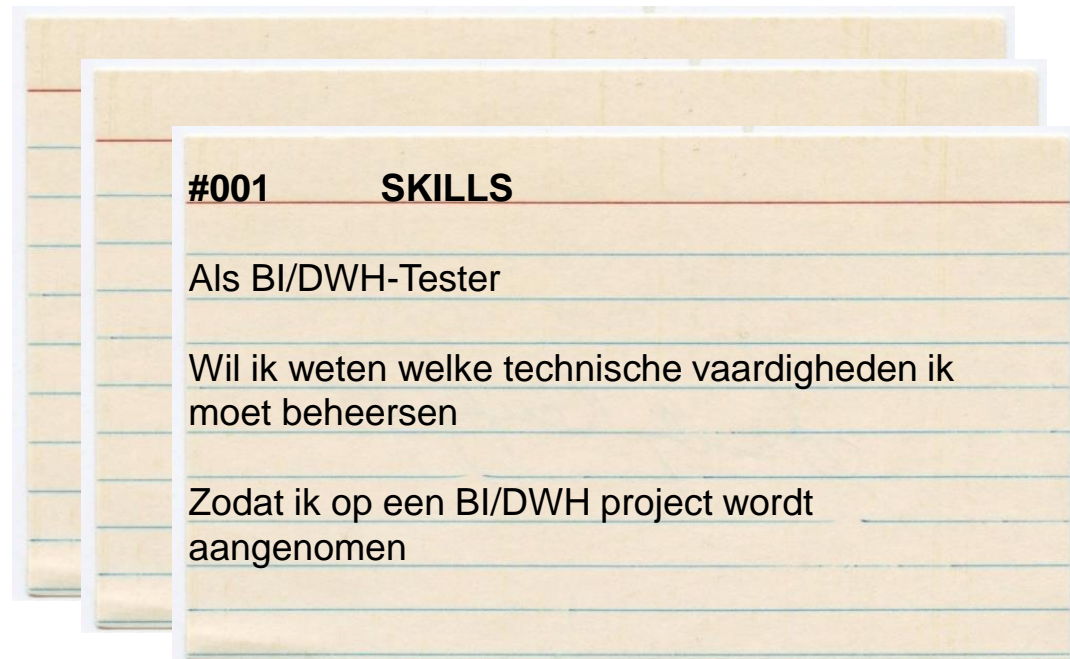 #001 SKILLS
Als BI/DWH-Tester
Wil ik weten welke technische vaardigheden ik
moet beheersen
Zodat ik op een BI/DWH project wordt
aangenomen